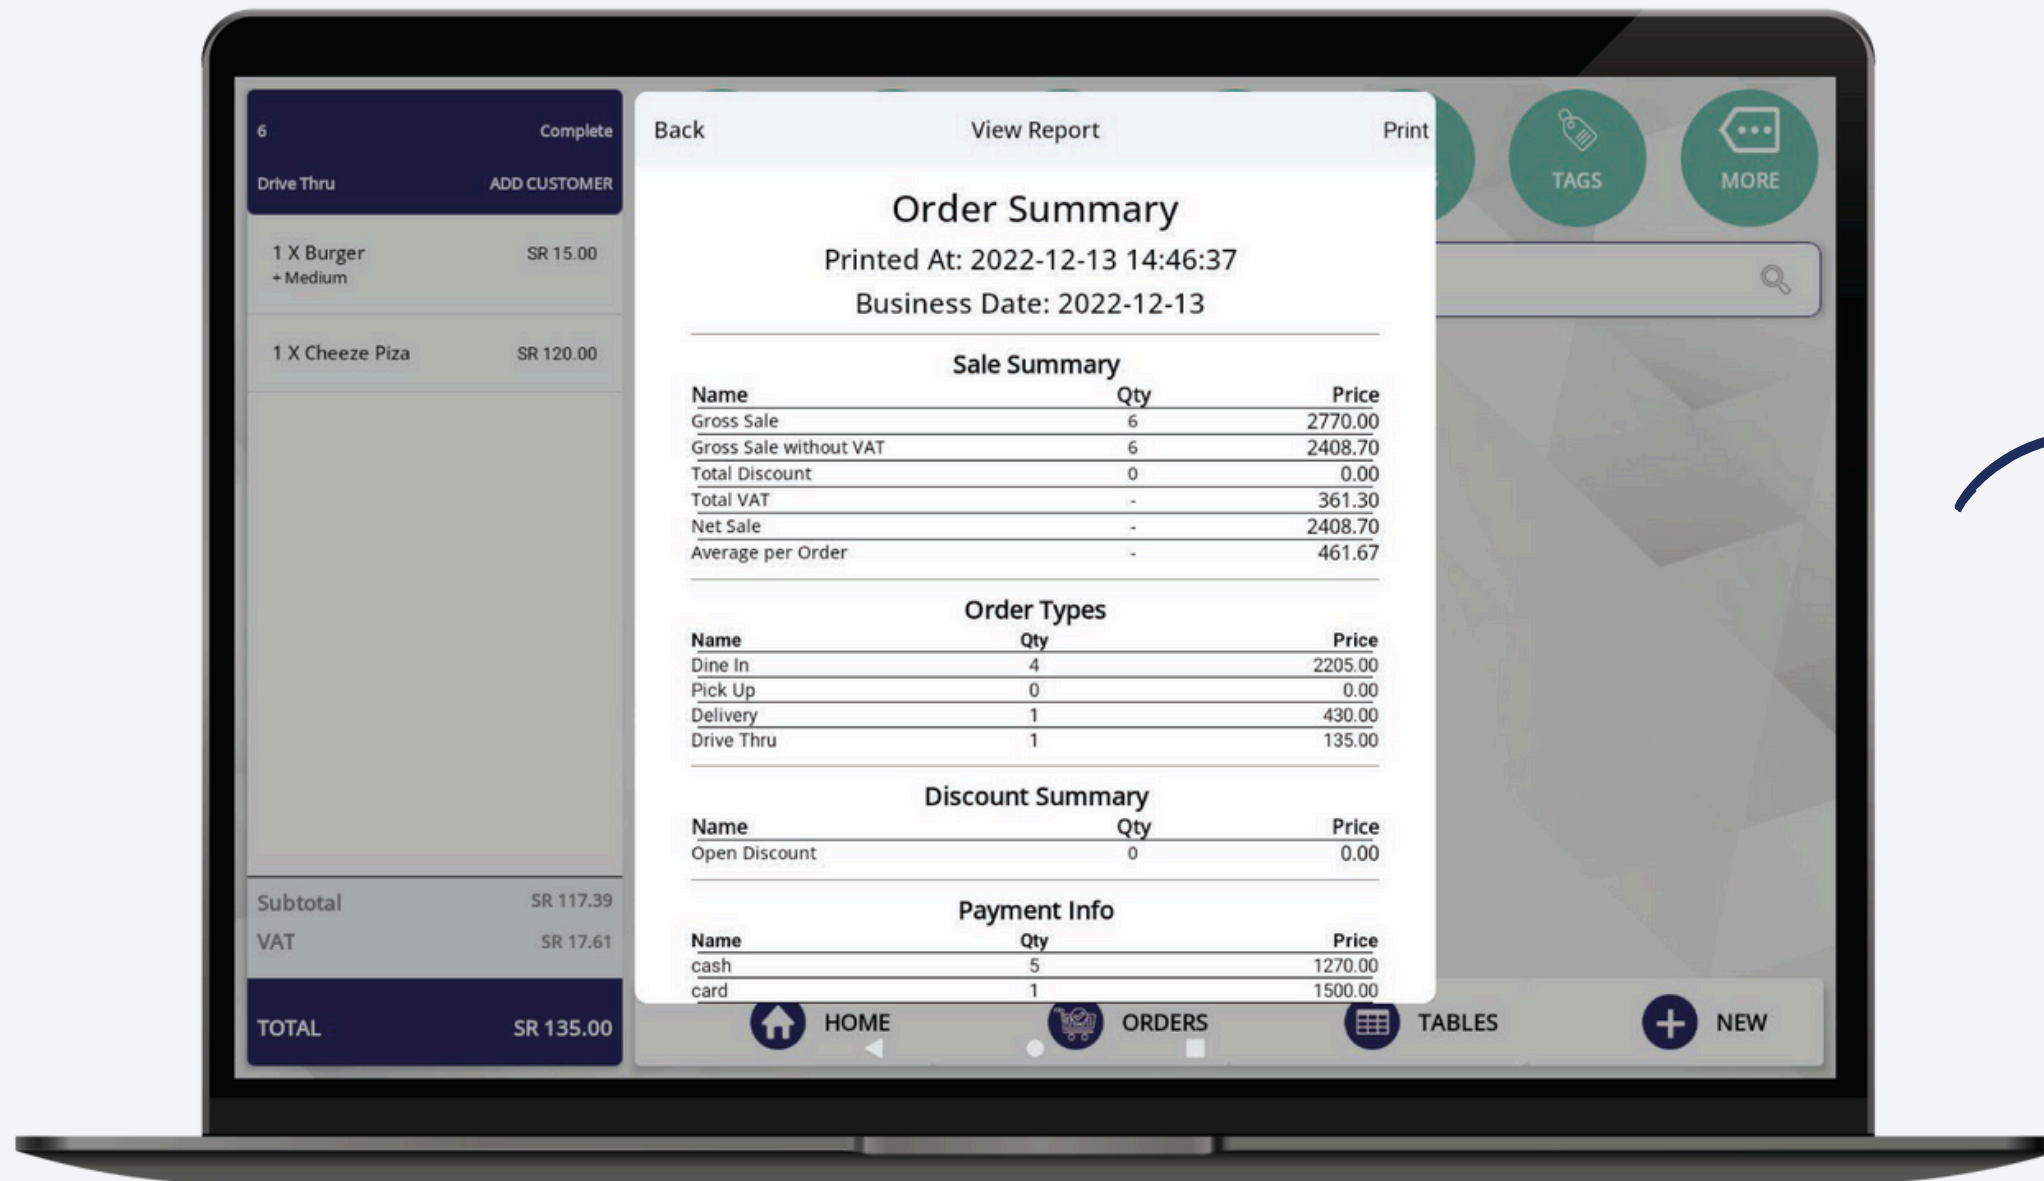 6 Complete
Drive Thru ADD CUSTOMER
1 X Burger SR 15.00
+ Medium
1 X Cheeze Piza SR 120.00
Subtotal SR 117.39
VAT SR 17.61
TOTAL SR 135.00
Back View Report Print
Order Summary
Printed At: 2022-12-13 14:46:37
Business Date: 2022-12-13
Sale Summary
Name Qty Price
Gross Sale 6 2770.00
Gross Sale without VAT 6 2408.70
Total Discount 0 0.00
Total VAT - 361.30
Net Sale - 2408.70
Average per Order - 461.67
Order Types
Name Qty Price
Dine In 4 2205.00
Pick Up 0 0.00
Delivery 1 430.00
Drive Thru 1 135.00
Discount Summary
Name Qty Price
Open Discount 0 0.00
Payment Info
Name Qty Price
cash 5 1270.00
card 1 1500.00
TAGS MORE
HOME ORDERS TABLES NEW